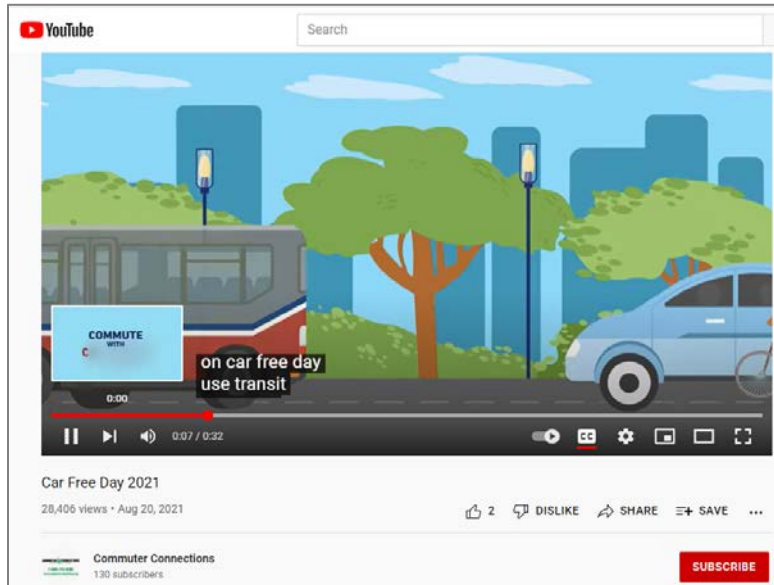 YouTube
Search
COMMUTE
WITH
on car free day
use transit
0:00
0:07 / 0:32
CC
Car Free Day 2021
28,406 views • Aug 20, 2021
2 DISLIKE SHARE SAVE ...
Commuter Connections
130 subscribers
SUBSCRIBE